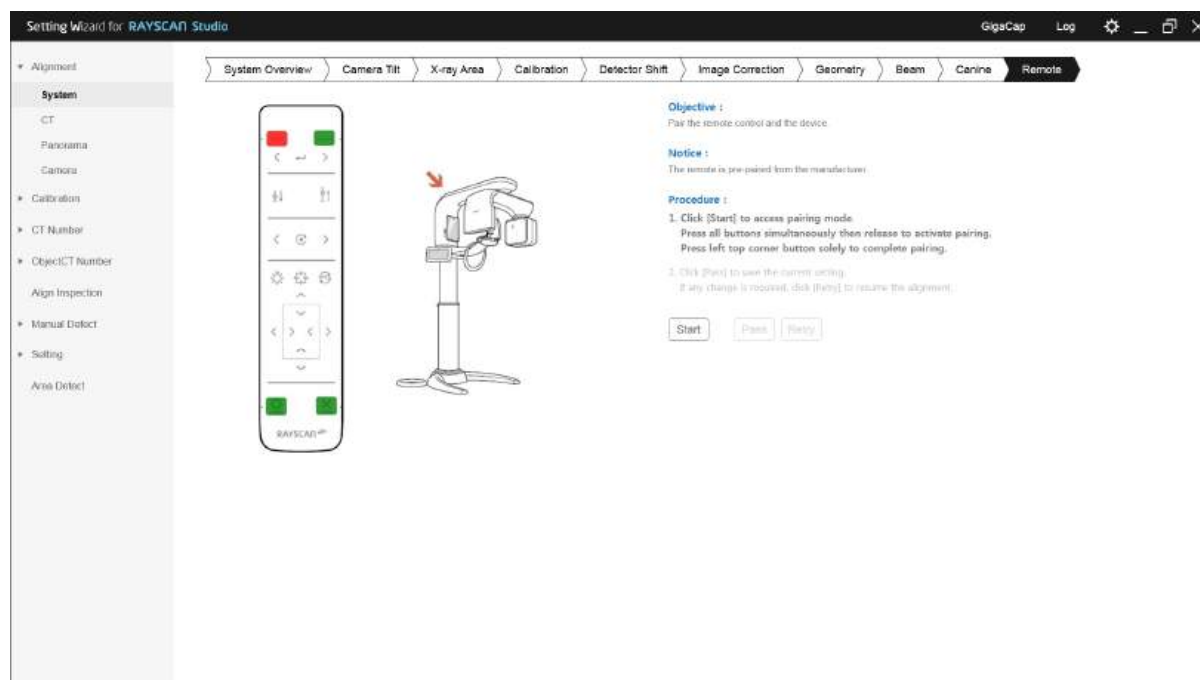 Setting Wizard for RAYSCAN Studio
GigaCap Log
Alignment
System
CT
Panorama
Camera
Calibration
CT Number
ObjectCT Number
Align Inspection
Manual Detect
Setting
Area Detect
System Overview Camera Tilt X-ray Area Calibration Detector Shift Image Correction Geometry Beam Canine Remote
RAYSCAN
Objective :
Pair the remote control and the device.
Notice :
The remote is pre-paired from the manufacturer.
Procedure :
1. Click [Start] to access pairing mode.
Press all buttons simultaneously then release to activate pairing.
Press left top corner button solely to complete pairing.
2. Click [Pass] to save the current setting.
If any change is required, click [Retry] to resume the alignment.
Start Pass Retry